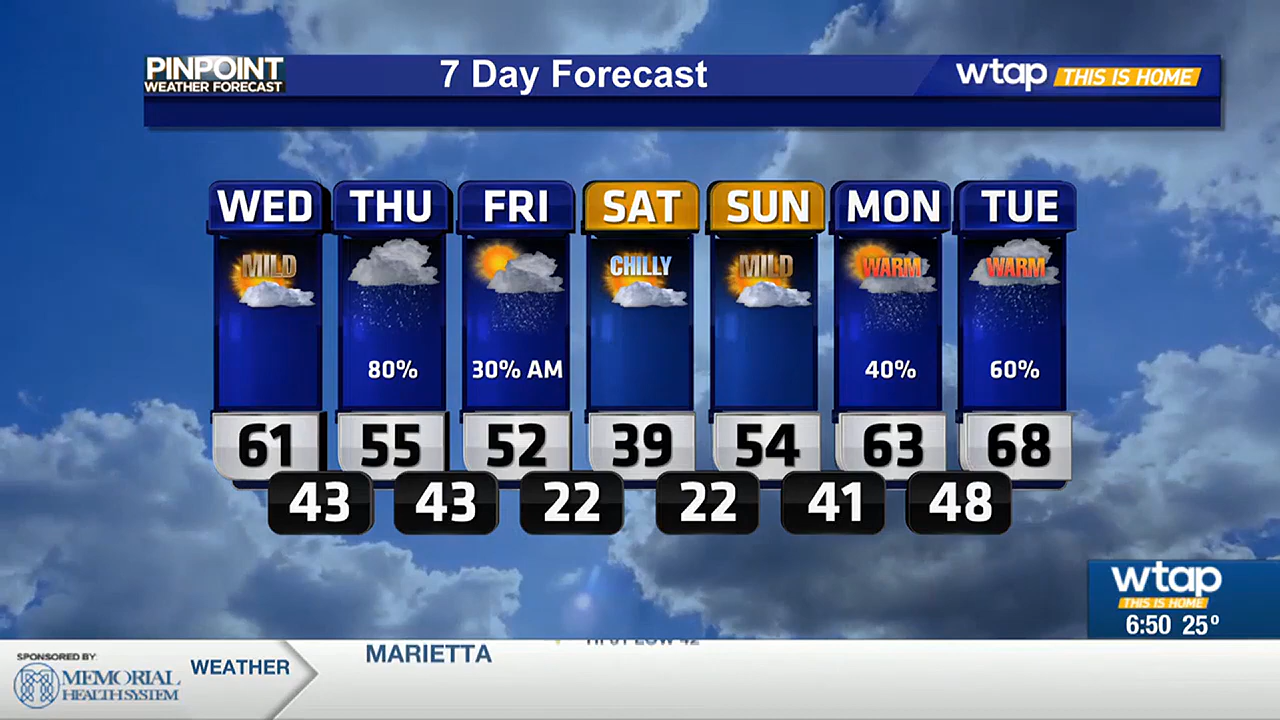 PINPOINT
WEATHER FORECAST
7 Day Forecast
wtap THIS IS HOME
WED THU FRI SAT SUN MON TUE
MILD CHILLY MILD WARM WARM
80% 30% AM 40% 60%
61 55 52 39 54 63 68
43 43 22 22 41 48
wtap
THIS IS HOME
6:50 25°
SPONSORED BY:
MEMORIAL
HEALTH SYSTEM
WEATHER
MARIETTA